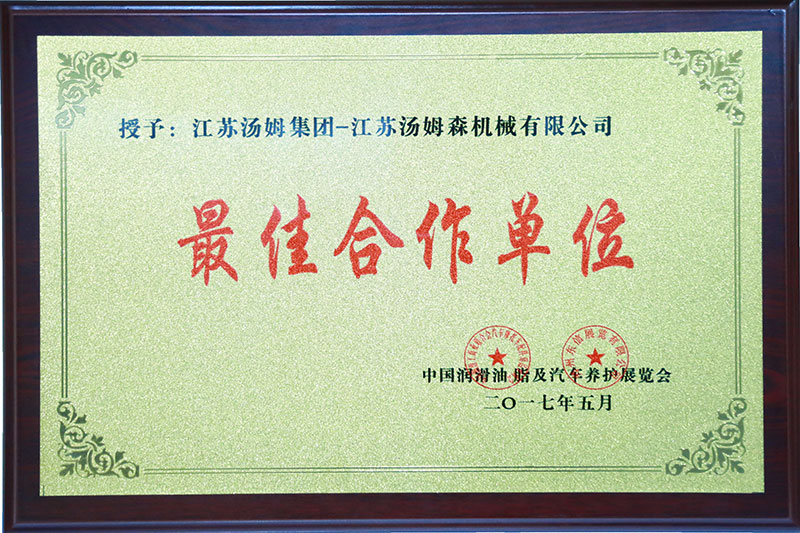 授予：江苏汤姆集团-江苏汤姆森机械有限公司
最佳合作单位
中国润滑油 脂及汽车养护展览会
二〇一七年五月